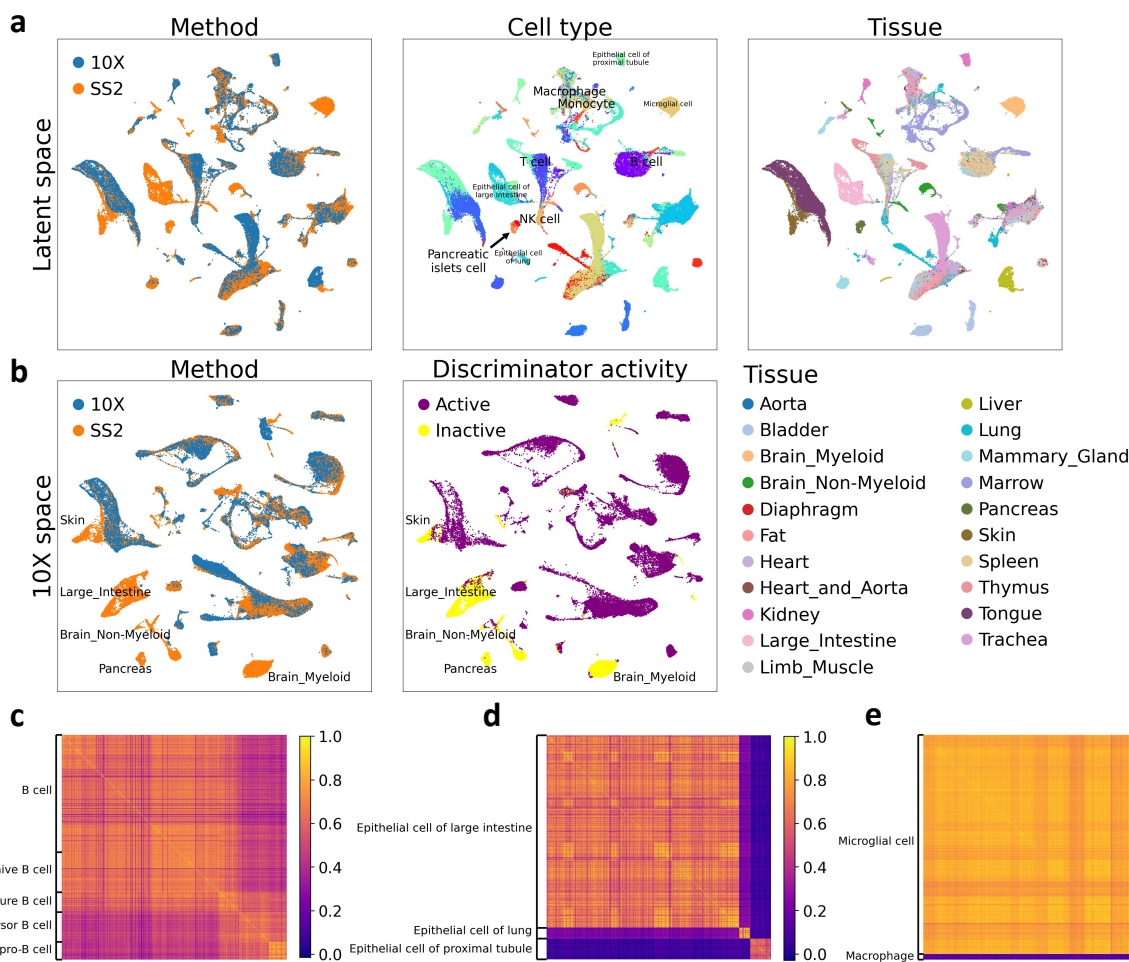 a
Method
Cell type
Tissue
Latent space
10X
SS2
Epithelial cell of
proximal tubule
Macrophage
Monocyte
Microglial cell
T cell
B cell
Epithelial cell of
large intestine
NK cell
Pancreatic
islets cell
Epithelial cell
of lung
b
Method
Discriminator activity
10X space
10X
SS2
Skin
Large_Intestine
Brain_Non-Myeloid
Pancreas
Brain_Myeloid
Active
Inactive
Skin
Large_Intestine
Brain_Non-Myeloid
Pancreas
Brain_Myeloid
Tissue
Aorta
Bladder
Brain_Myeloid
Brain_Non-Myeloid
Diaphragm
Fat
Heart
Heart_and_Aorta
Kidney
Large_Intestine
Limb_Muscle
Liver
Lung
Mammary_Gland
Marrow
Pancreas
Skin
Spleen
Thymus
Tongue
Trachea
c
B cell
aive B cell
ure B cell
sor B cell
pro-B cell
1.0
0.8
0.6
0.4
0.2
0.0
d
Epithelial cell of large intestine
Epithelial cell of lung
Epithelial cell of proximal tubule
1.0
0.8
0.6
0.4
0.2
0.0
e
Microglial cell
Macrophage